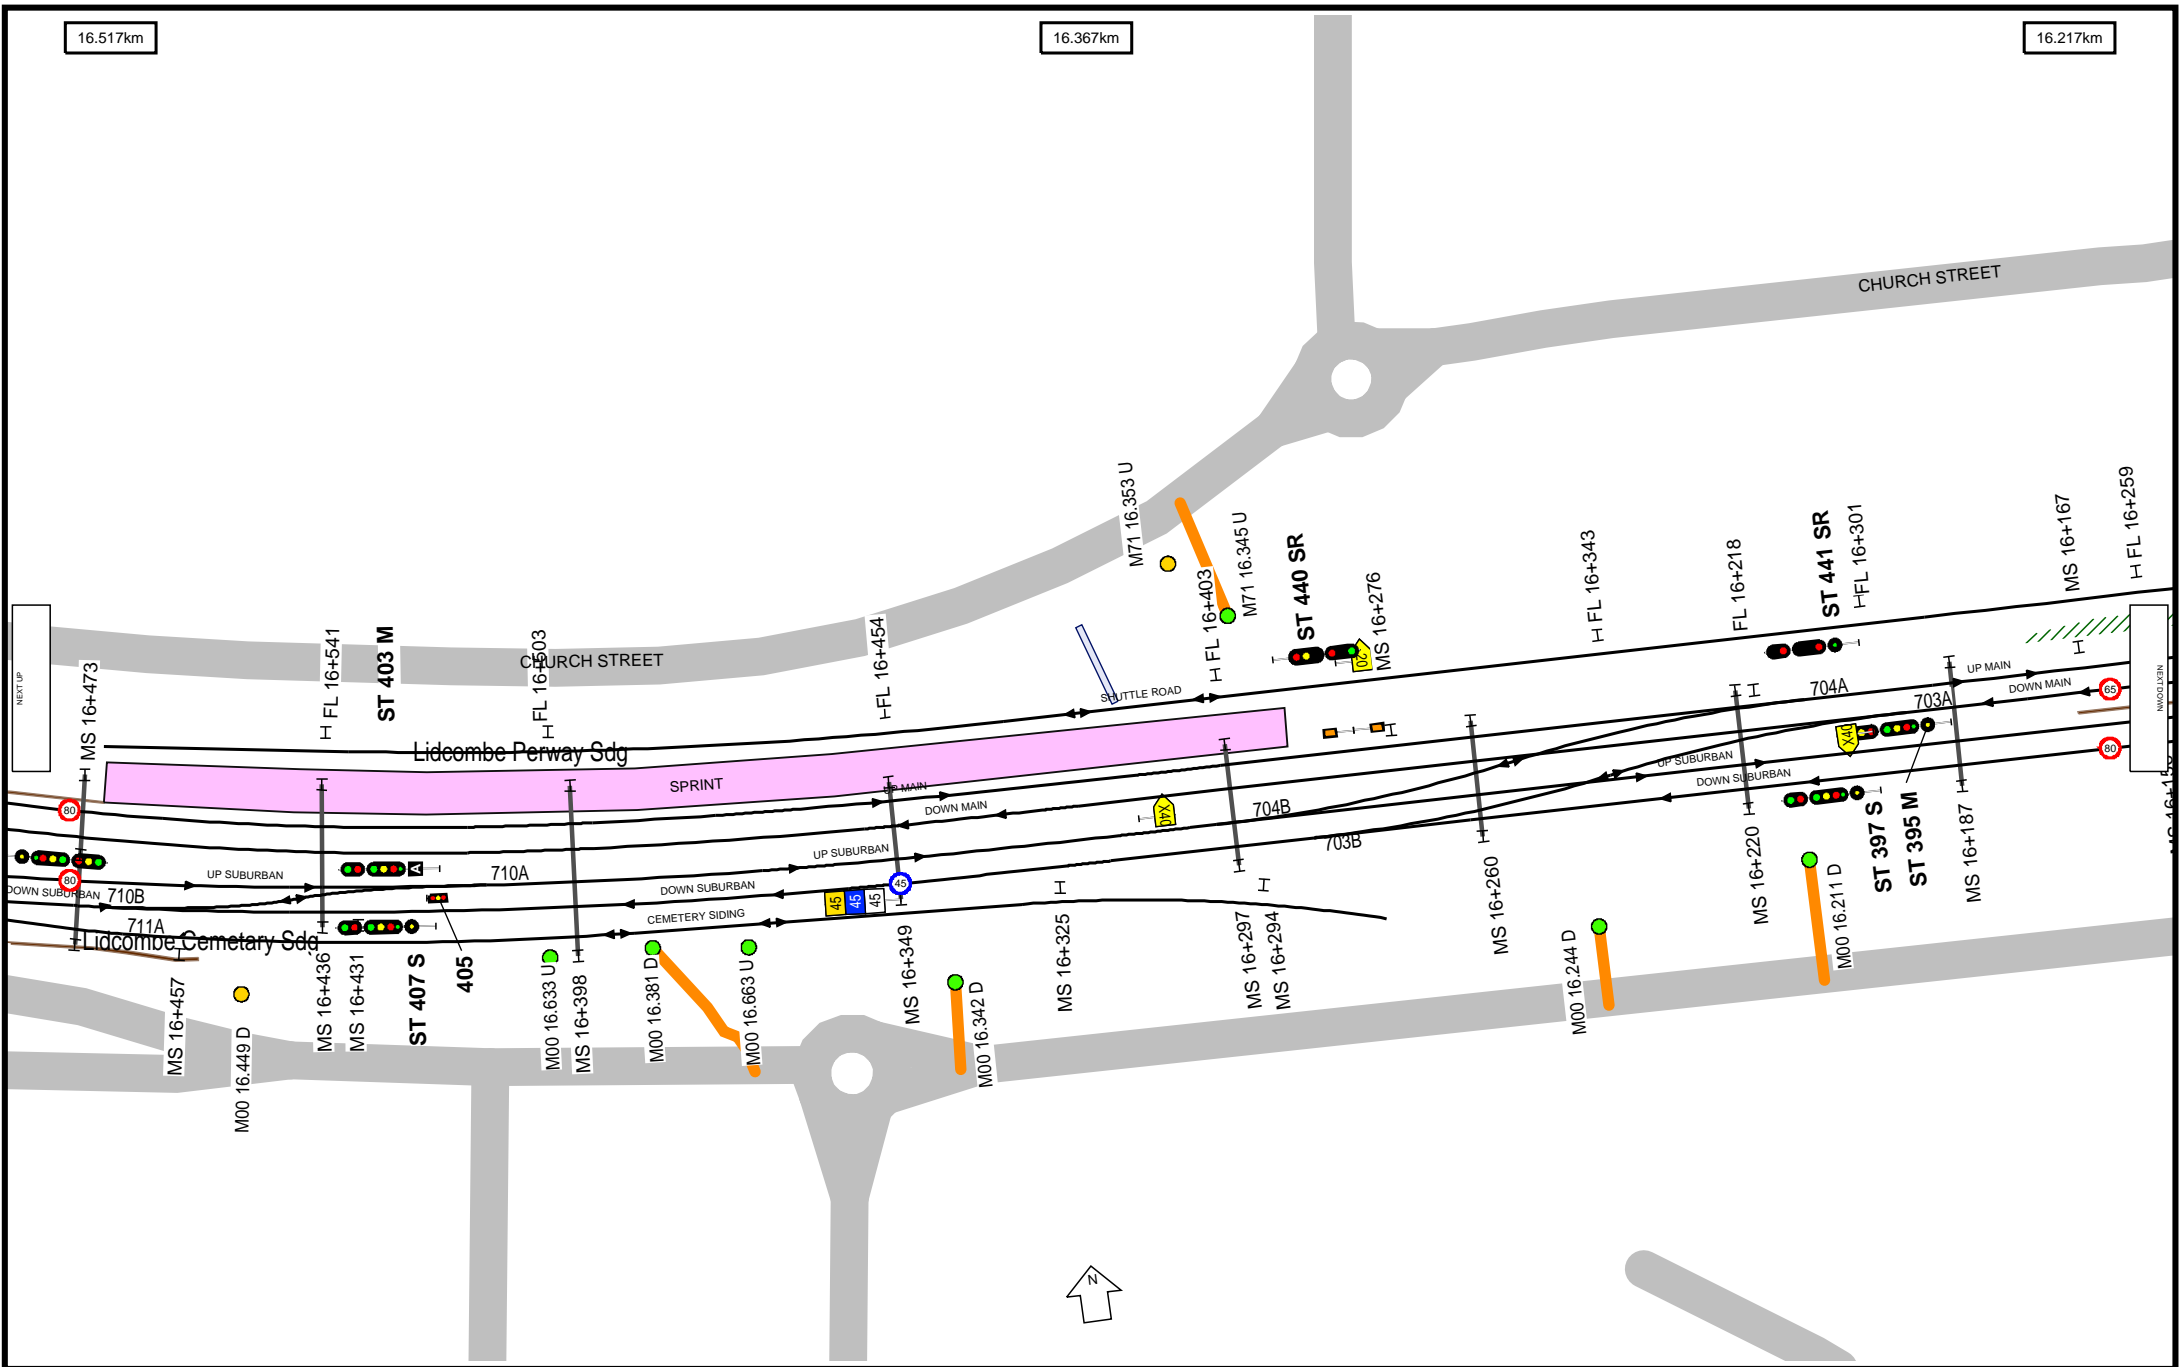 16.517km
16.367km
16.217km
CHURCH STREET
M71 16.353 U
FL 16+403
M71 16.345 U
ST 440 SR
MS 16+276
FL 16+343
FL 16+218
ST 441 SR
FL 16+301
MS 16+167
FL 16+259
NEXT UP
MS 16+473
FL 16+541
ST 403 M
FL 16+503
CHURCH STREET
FL 16+454
SHUTTLE ROAD
20
NEXT DOWN
UP MAIN
DOWN MAIN
704A
703A
65
Lidcombe Perway Sdg
SPRINT
UP MAIN
DOWN MAIN
X40
X40
UP SUBURBAN
DOWN SUBURBAN
80
80
704B
703B
80
UP SUBURBAN
DOWN SUBURBAN
710B
A
710A
UP SUBURBAN
DOWN SUBURBAN
CEMETERY SIDING
45
45
45
45
711A
Lidcombe Cemetary Sdg
MS 16+457
M00 16.449 D
MS 16+436
MS 16+431
ST 407 S
405
M00 16.633 U
MS 16+398
M00 16.381 D
M00 16.663 U
MS 16+349
M00 16.342 D
MS 16+325
MS 16+297
MS 16+294
MS 16+260
M00 16.244 D
MS 16+220
M00 16.211 D
ST 397 S
ST 395 M
MS 16+187
N